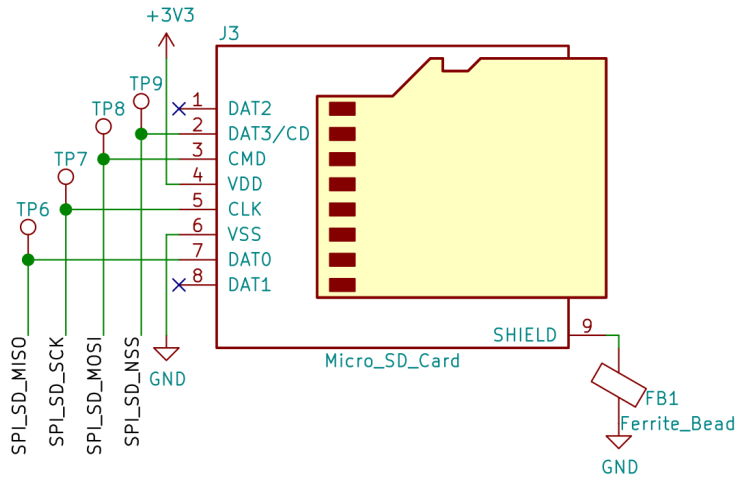 +3V3
J3
TP9
TP8
TP7
TP6
1 DAT2
2 DAT3/CD
3 CMD
4 VDD
5 CLK
6 VSS
7 DAT0
8 DAT1
SHIELD 9
Micro_SD_Card
SPI_SD_MISO
SPI_SD_SCK
SPI_SD_MOSI
SPI_SD_NSS
GND
FB1
Ferrite_Bead
GND